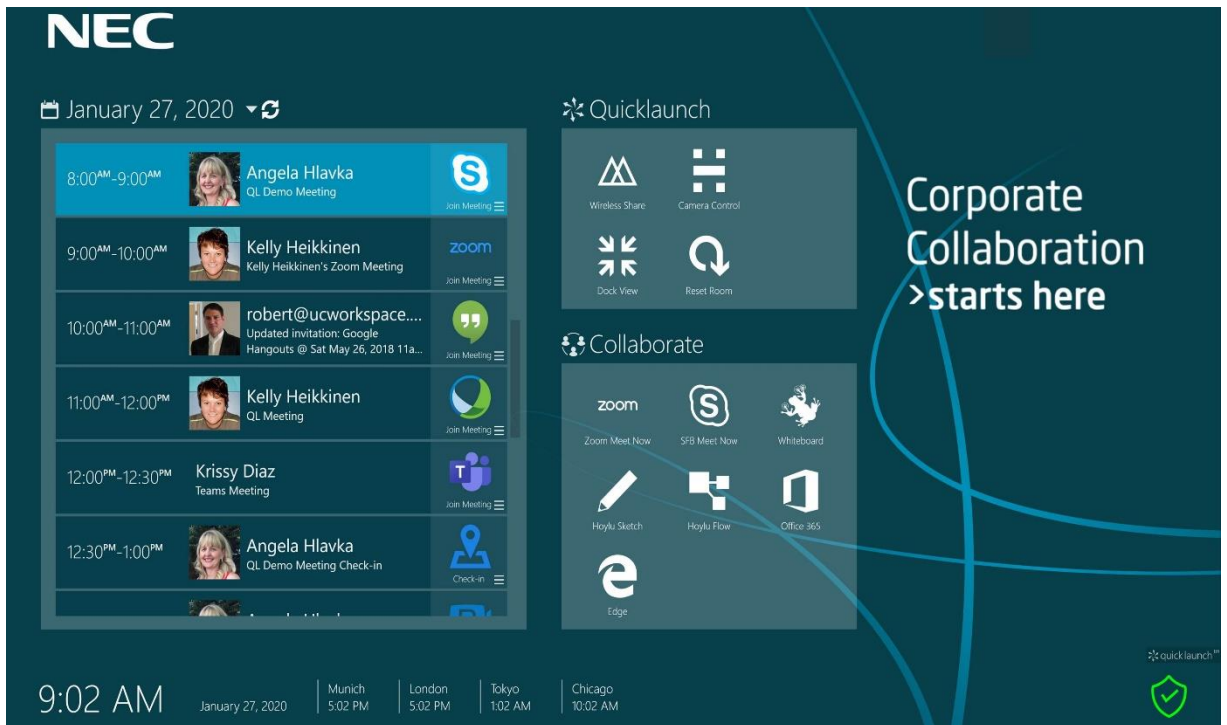 NEC
January 27, 2020
8:00AM-9:00AM
Angela Hlavka
QL Demo Meeting
S
Join Meeting
9:00AM-10:00AM
Kelly Heikkinen
Kelly Heikkinen's Zoom Meeting
zoom
Join Meeting
10:00AM-11:00AM
robert@ucworkspace....
Updated invitation: Google
Hangouts @ Sat May 26, 2018 11a...
Join Meeting
11:00AM-12:00PM
Kelly Heikkinen
QL Meeting
Join Meeting
12:00PM-12:30PM
Krissy Diaz
Teams Meeting
T
Join Meeting
12:30PM-1:00PM
Angela Hlavka
QL Demo Meeting Check-in
Check-in
Quicklaunch
Wireless Share
Camera Control
Dock View
Reset Room
Collaborate
zoom
Zoom Meet Now
S
SFB Meet Now
Whiteboard
Hoylu Sketch
Hoylu Flow
Office 365
Edge
Corporate
Collaboration
>starts here
quicklaunch™
9:02 AM
January 27, 2020
Munich
5:02 PM
London
5:02 PM
Tokyo
1:02 AM
Chicago
10:02 AM